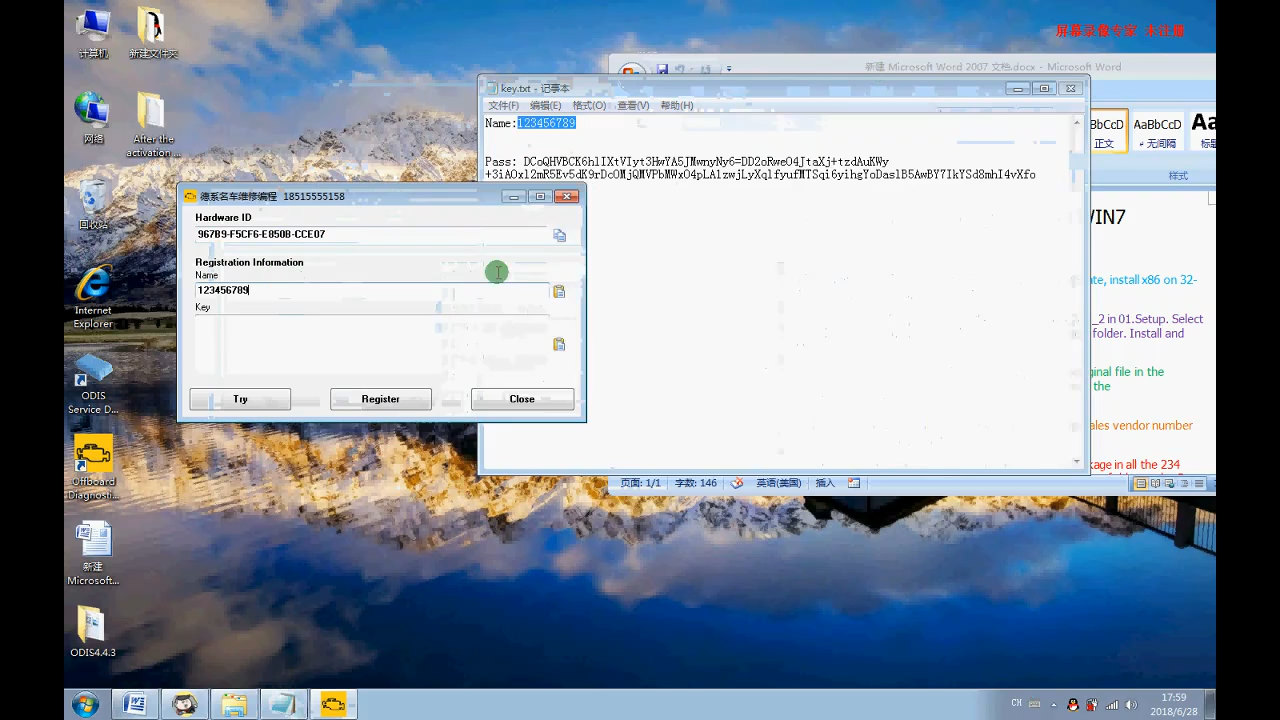 计算机
新建文件夹
网络
After the
activation ...
回收站
Internet
Explorer
ODIS
Service D...
Offboard
Diagnosti...
新建
Microsoft...
ODIS4.4.3
屏幕录像专家 未注册
新建 Microsoft Word 2007 文档.docx - Microsoft Word
key.txt - 记事本
文件(F) 编辑(E) 格式(O) 查看(V) 帮助(H)
Name:123456789
Pass: DCoQHVBCK6hlIXtVIyt3HwYA5JMwnyNy6=DD2oRweO4JtaXj+tzdAuKWy
+3iAOxl2mR5Ev5dK9rDcOMjQMVPbMWxO4pLAlzwjLyXqlfyufMTSqi6yihgYoDas1B5AwBY7IkYSd8mhI4vXfo
德系名车维修编程 18515555158
Hardware ID
967B9-F5CF6-E850B-CCE07
Registration Information
Name
123456789
Key
Try Register Close
BbCcD AaBbCcD Aa
正文 无间隔 标题
样式
WIN7
ate, install x86 on 32-
_2 in 01.Setup. Select
folder. Install and
ginal file in the
the
ales vendor number
kage in all the 234
页面: 1/1 字数: 146 英语(美国) 插入
CH
17:59
2018/6/28